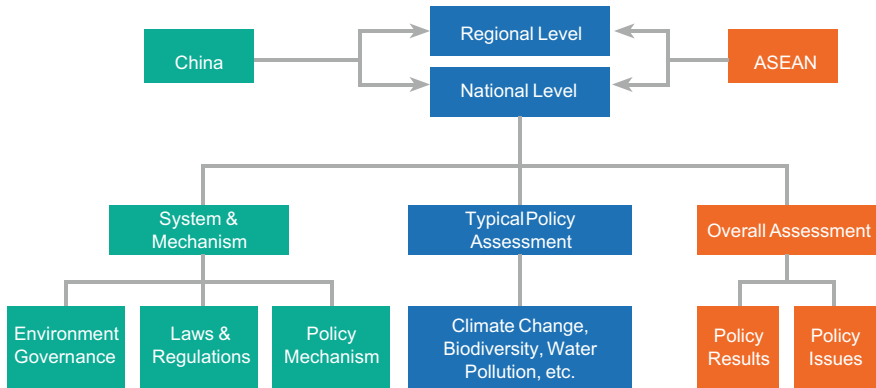 Regional Level
China
ASEAN
National Level
System &
Mechanism
Typical Policy
Assessment
Overall Assessment
Environment
Governance
Laws &
Regulations
Policy
Mechanism
Climate Change,
Biodiversity, Water
Pollution, etc.
Policy
Results
Policy
Issues